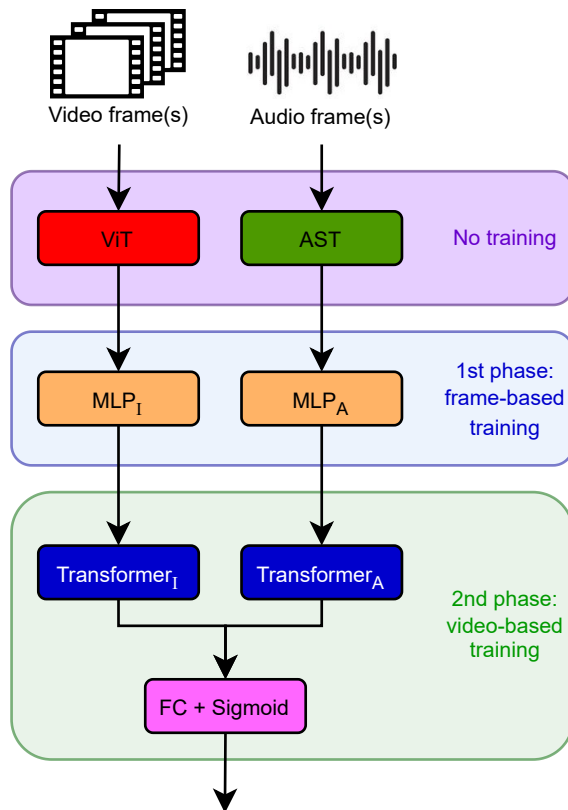 Video frame(s)
Audio frame(s)
ViT
AST
No training
MLP_I
MLP_A
1st phase:
frame-based
training
Transformer_I
Transformer_A
2nd phase:
video-based
training
FC + Sigmoid